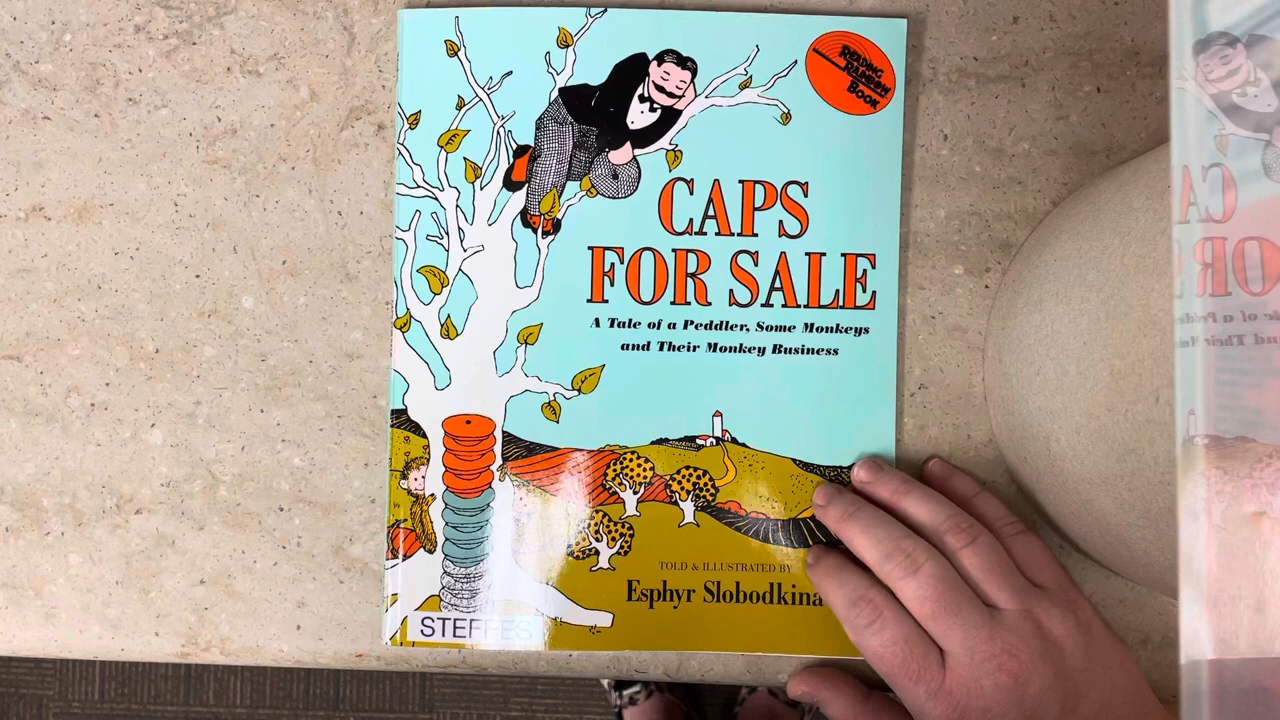 READING
RAINBOW
BOOK
CAPS
FOR SALE
A Tale of a Peddler, Some Monkeys
and Their Monkey Business
TOLD & ILLUSTRATED BY
Esphyr Slobodkina
STEFFES